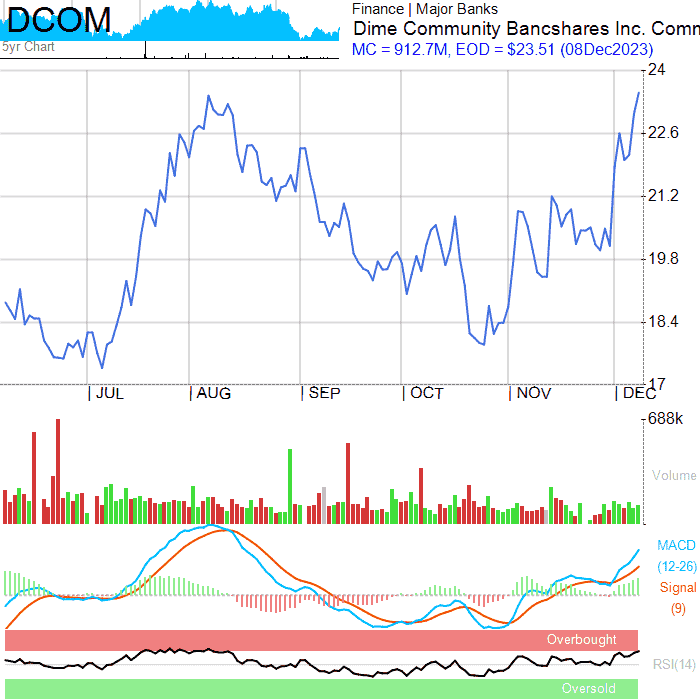 DCOM
5yr Chart
Finance | Major Banks
Dime Community Bancshares Inc. Comm
MC = 912.7M, EOD = $23.51 (08Dec2023)
24
22.6
21.2
19.8
18.4
17
JUL AUG SEP OCT NOV DEC
688k
Volume
MACD
(12-26)
Signal
(9)
Overbought
RSI(14)
Oversold